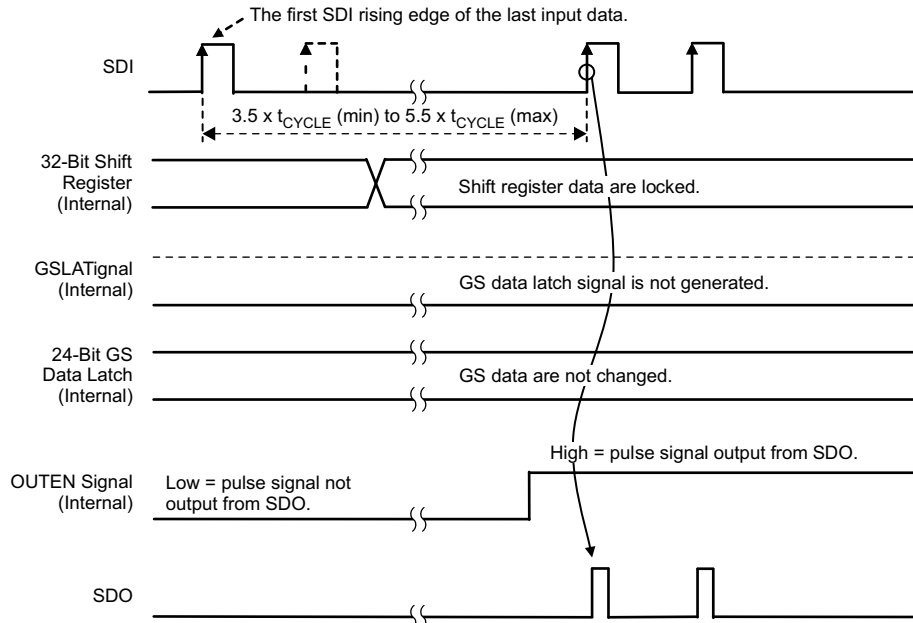 The first SDI rising edge of the last input data.
SDI
3.5 x tCYCLE (min) to 5.5 x tCYCLE (max)
32-Bit Shift
Register
(Internal)
Shift register data are locked.
GSLATignal
(Internal)
GS data latch signal is not generated.
24-Bit GS
Data Latch
(Internal)
GS data are not changed.
High = pulse signal output from SDO.
OUTEN Signal
(Internal)
Low = pulse signal not
output from SDO.
SDO